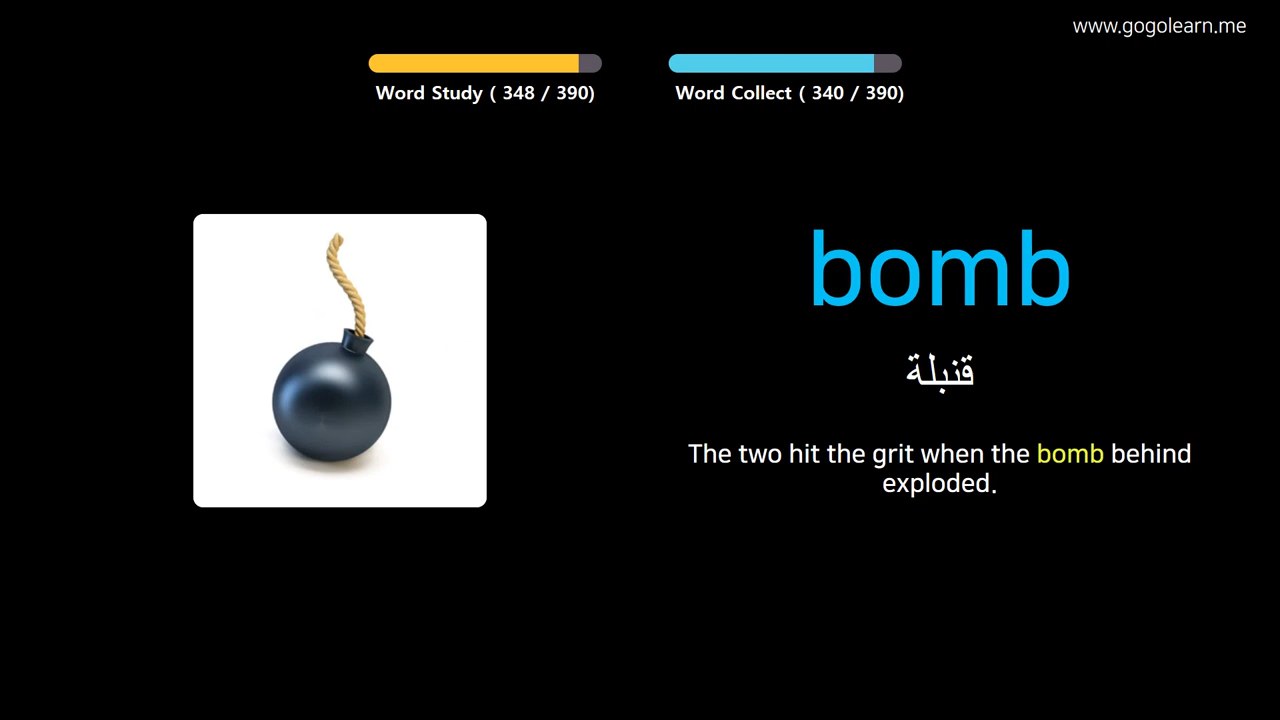 www.gogolearn.me
Word Study ( 348 / 390)
Word Collect ( 340 / 390)
bomb
قنبلة
The two hit the grit when the bomb behind
exploded.